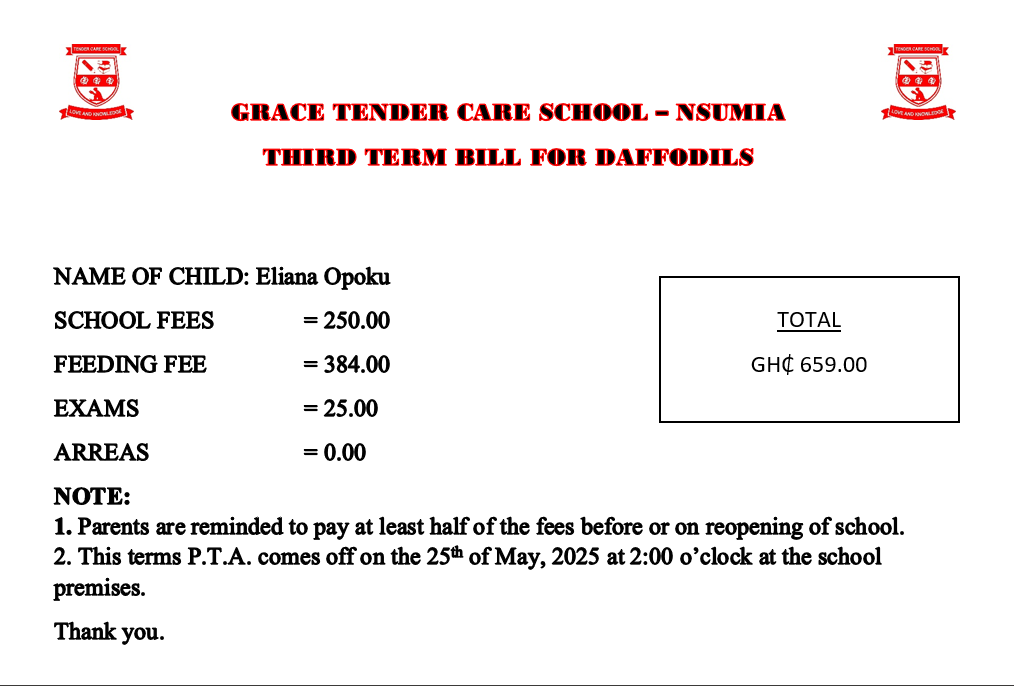 TENDER CARE SCHOOL
LOVE AND KNOWLEDGE
TENDER CARE SCHOOL
LOVE AND KNOWLEDGE
GRACE TENDER CARE SCHOOL – NSUMIA
THIRD TERM BILL FOR DAFFODILS
NAME OF CHILD: Eliana Opoku
SCHOOL FEES = 250.00
FEEDING FEE = 384.00
EXAMS = 25.00
ARREAS = 0.00
TOTAL
GH₵ 659.00
NOTE:
1. Parents are reminded to pay at least half of the fees before or on reopening of school.
2. This terms P.T.A. comes off on the 25th of May, 2025 at 2:00 o’clock at the school
premises.
Thank you.